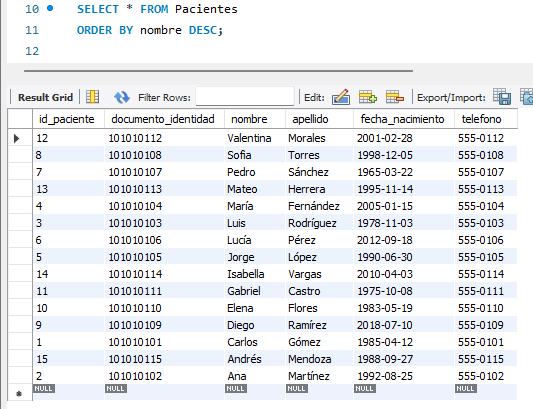 10 SELECT * FROM Pacientes
11 ORDER BY nombre DESC;
12
Result Grid Filter Rows: Edit: Export/Import:
id_paciente documento_identidad nombre apellido fecha_nacimiento telefono
12 101010112 Valentina Morales 2001-02-28 555-0112
8 101010108 Sofia Torres 1998-12-05 555-0108
7 101010107 Pedro Sánchez 1965-03-22 555-0107
13 101010113 Mateo Herrera 1995-11-14 555-0113
4 101010104 María Fernández 2005-01-15 555-0104
3 101010103 Luis Rodríguez 1978-11-03 555-0103
6 101010106 Lucía Pérez 2012-09-18 555-0106
5 101010105 Jorge López 1990-06-30 555-0105
14 101010114 Isabella Vargas 2010-04-03 555-0114
11 101010111 Gabriel Castro 1975-10-08 555-0111
10 101010110 Elena Flores 1983-05-19 555-0110
9 101010109 Diego Ramírez 2018-07-10 555-0109
1 101010101 Carlos Gómez 1985-04-12 555-0101
15 101010115 Andrés Mendoza 1988-09-27 555-0115
2 101010102 Ana Martínez 1992-08-25 555-0102
NULL NULL NULL NULL NULL NULL